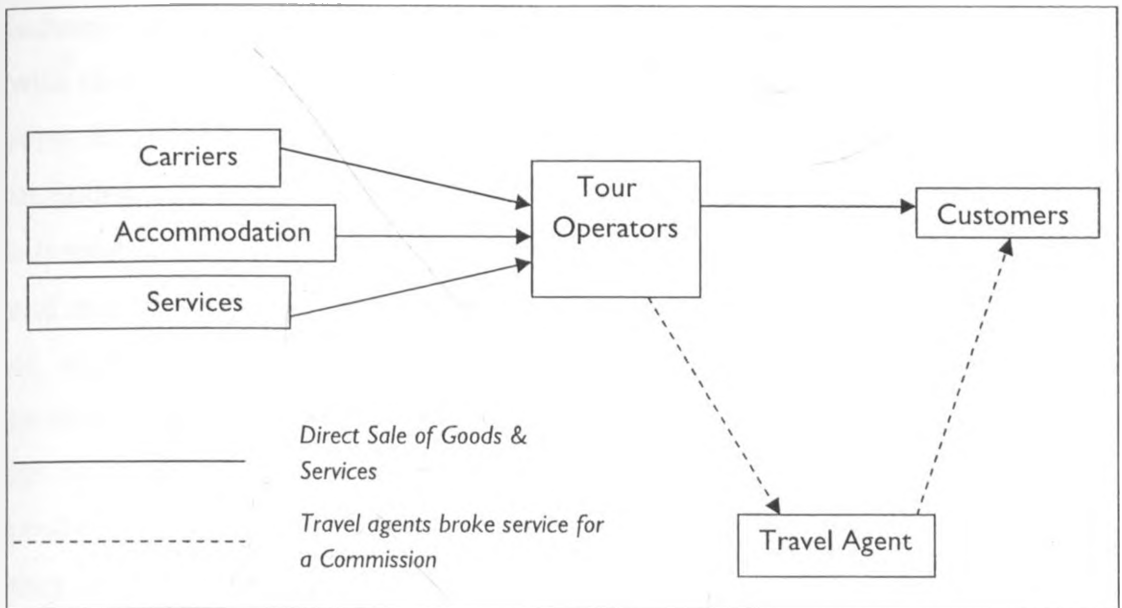 Carriers
Accommodation
Services
Tour
Operators
Customers
Travel Agent
Direct Sale of Goods &
Services
Travel agents broke service for
a Commission